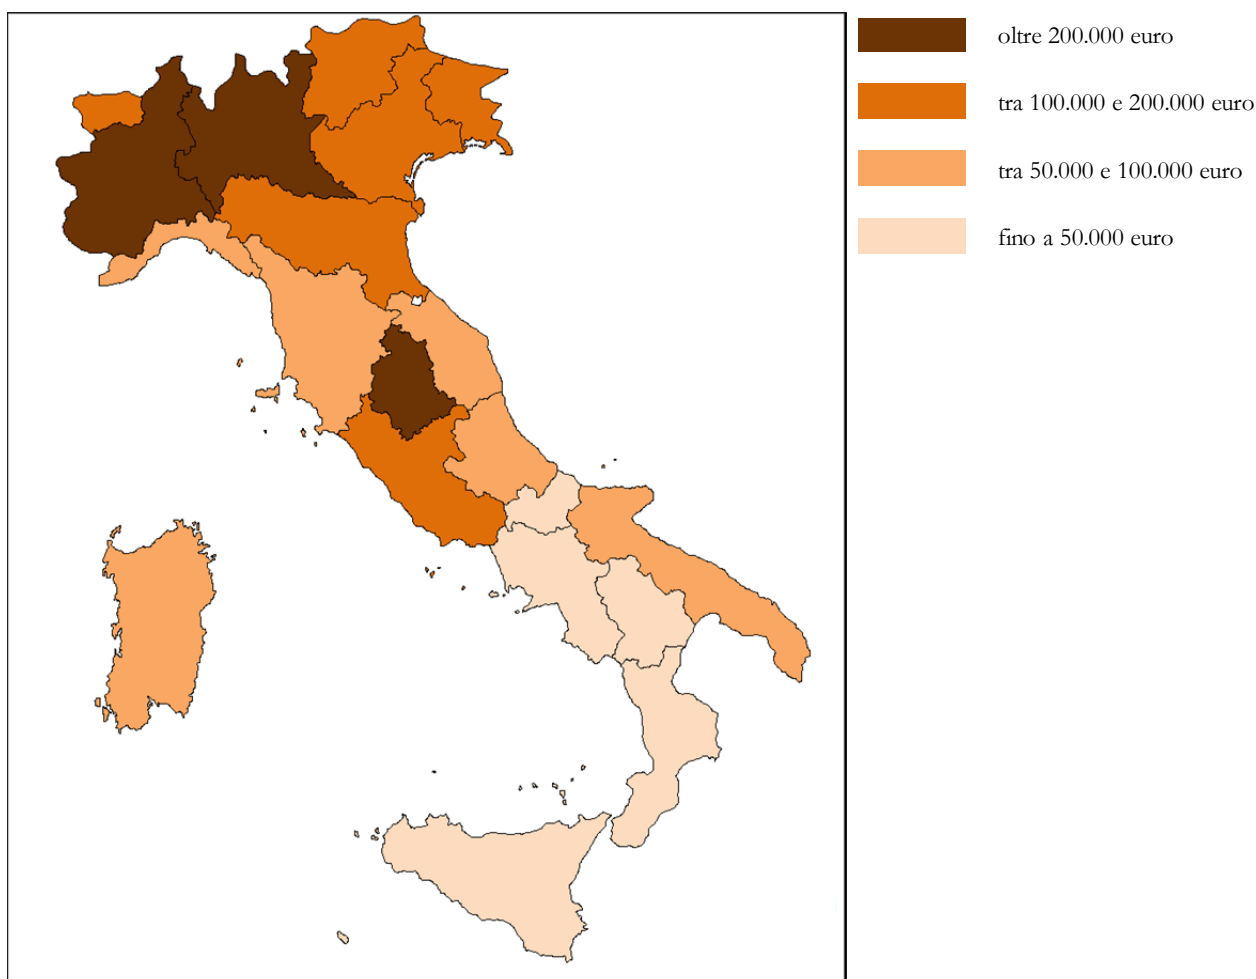 oltre 200.000 euro
tra 100.000 e 200.000 euro
tra 50.000 e 100.000 euro
fino a 50.000 euro